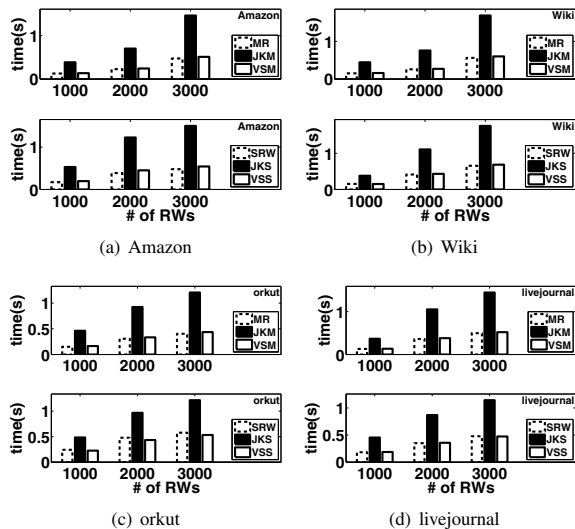 Amazon
time(s)
1
0
MR
JKM
VSM
1000 2000 3000
Amazon
time(s)
1
0
SRW
JKS
VSS
1000 2000 3000
# of RWs
(a) Amazon
Wiki
time(s)
1
0
MR
JKM
VSM
1000 2000 3000
Wiki
time(s)
1
0
SRW
JKS
VSS
1000 2000 3000
# of RWs
(b) Wiki
orkut
time(s)
1
0.5
0
MR
JKM
VSM
1000 2000 3000
orkut
time(s)
1
0.5
0
SRW
JKS
VSS
1000 2000 3000
# of RWs
(c) orkut
livejournal
time(s)
1
0
MR
JKM
VSM
1000 2000 3000
livejournal
time(s)
1
0.5
0
SRW
JKS
VSS
1000 2000 3000
# of RWs
(d) livejournal